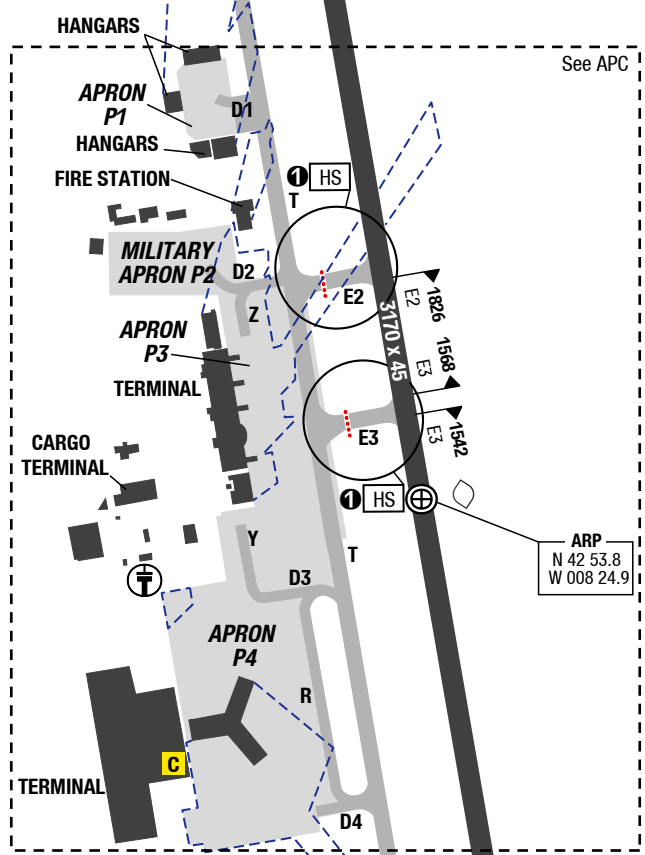 HANGARS
See APC
APRON
P1
D1
HANGARS
1 HS
FIRE STATION
T
MILITARY
APRON P2
D2
E2
1826
E2
Z
3170 x 45
APRON
P3
1568
E3
TERMINAL
E3
1542
E3
CARGO
TERMINAL
1 HS
Y
T
ARP
N 42 53.8
W 008 24.9
D3
APRON
P4
R
C
TERMINAL
D4